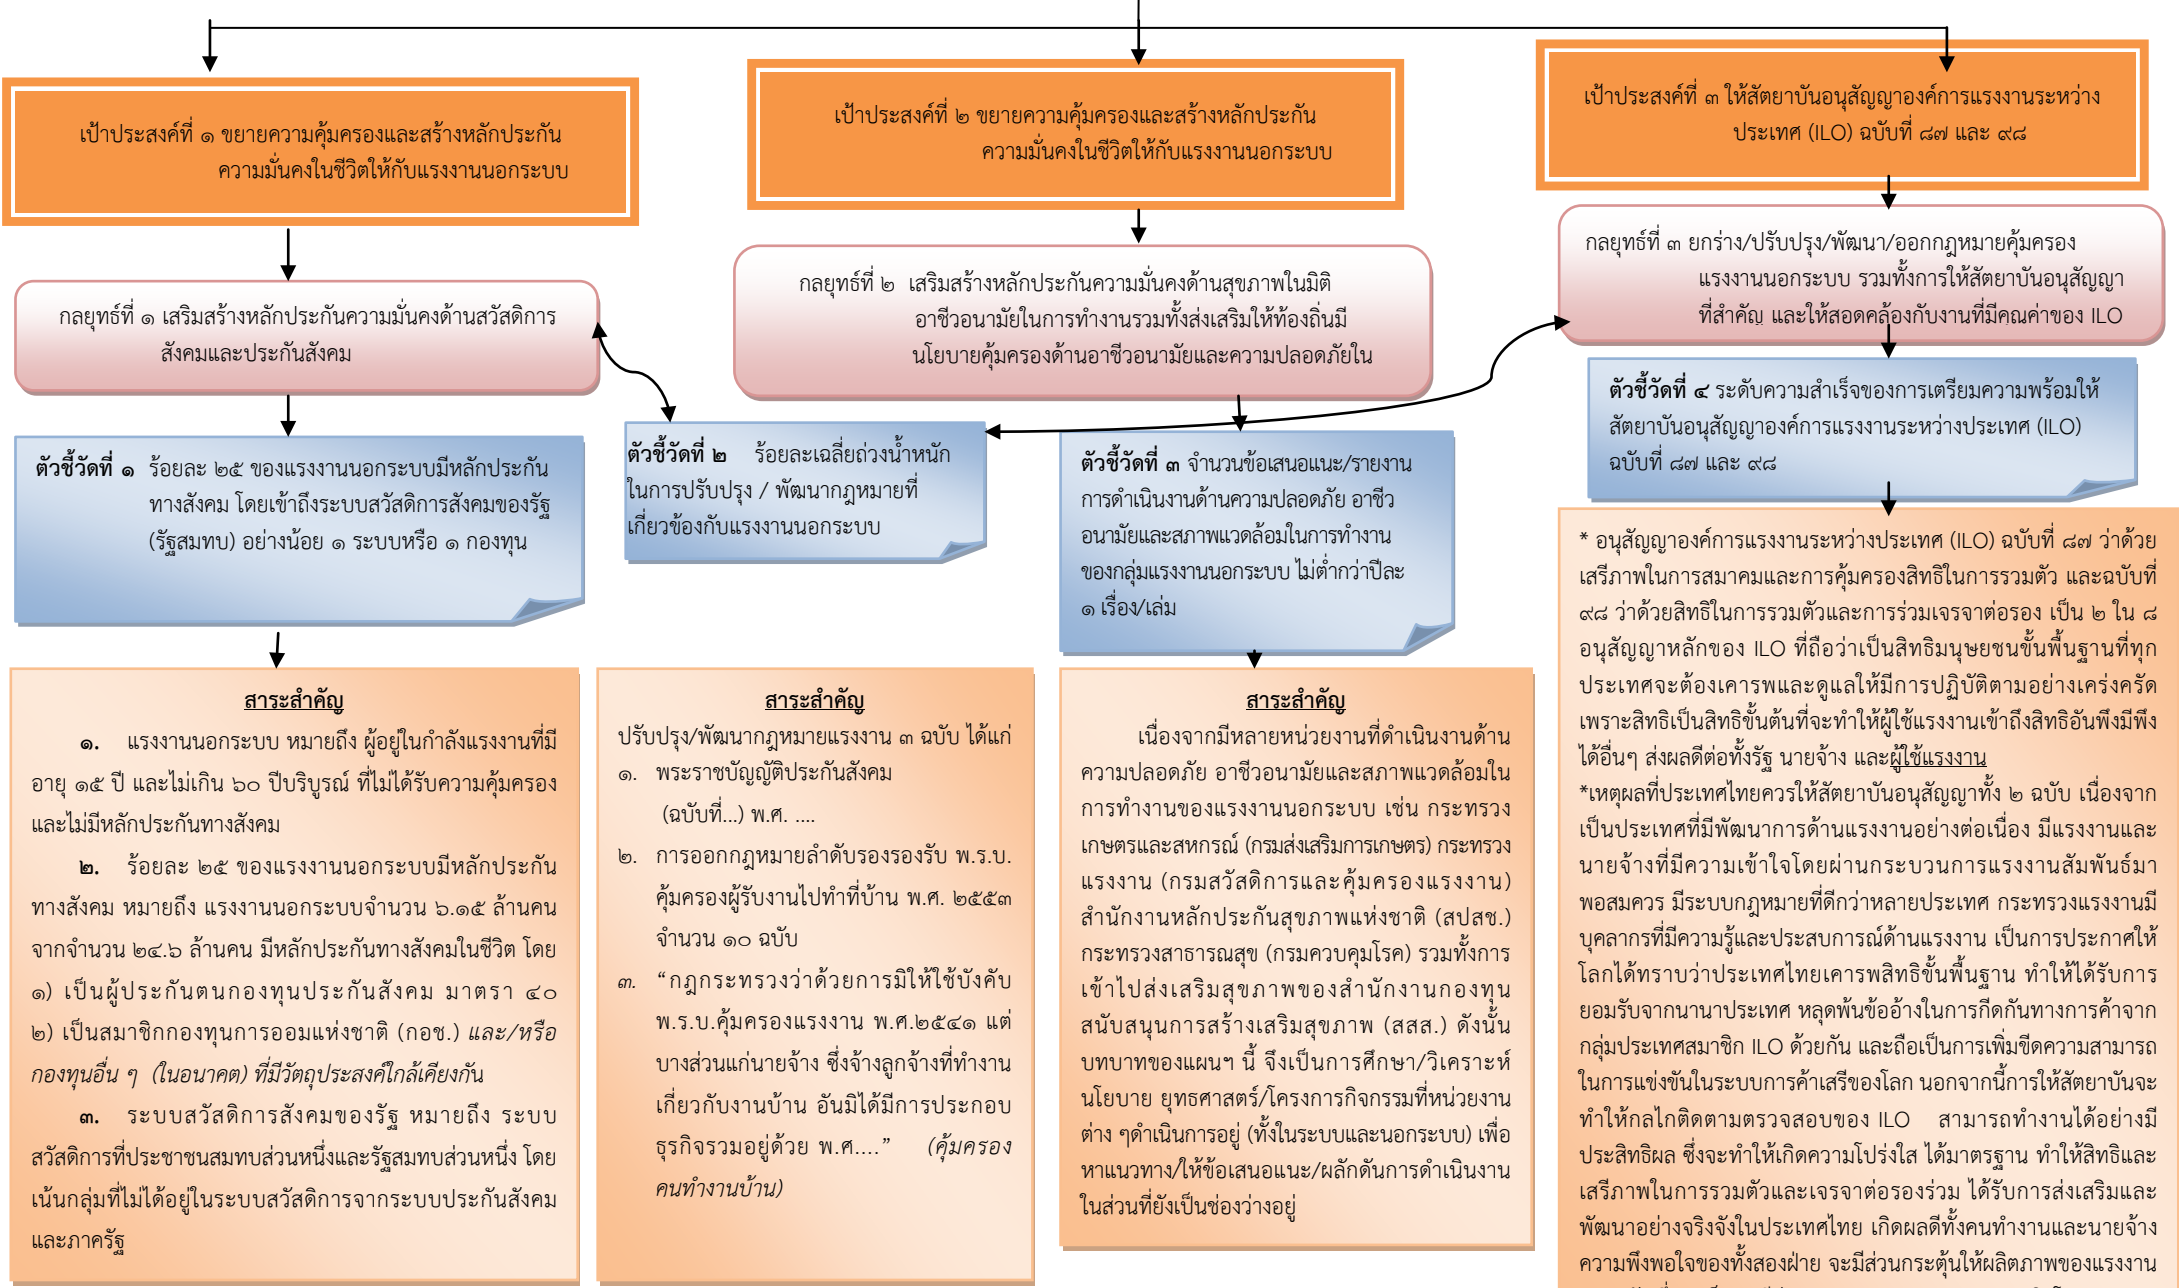 เป้าประสงค์ที่ ๑ ขยายความคุ้มครองและสร้างหลักประกัน
ความมั่นคงในชีวิตให้กับแรงงานนอกระบบ
เป้าประสงค์ที่ ๒ ขยายความคุ้มครองและสร้างหลักประกัน
ความมั่นคงในชีวิตให้กับแรงงานนอกระบบ
เป้าประสงค์ที่ ๓ ให้สัตยาบันอนุสัญญาองค์การแรงงานระหว่าง
ประเทศ (ILO) ฉบับที่ ๘๗ และ ๙๘
กลยุทธ์ที่ ๑ เสริมสร้างหลักประกันความมั่นคงด้านสวัสดิการ
สังคมและประกันสังคม
กลยุทธ์ที่ ๒ เสริมสร้างหลักประกันความมั่นคงด้านสุขภาพในมิติ
อาชีวอนามัยในการทำงานรวมทั้งส่งเสริมให้ท้องถิ่นมี
นโยบายคุ้มครองด้านอาชีวอนามัยและความปลอดภัยใน
กลยุทธ์ที่ ๓ ยกร่าง/ปรับปรุง/พัฒนา/ออกกฎหมายคุ้มครอง
แรงงานนอกระบบ รวมทั้งการให้สัตยาบันอนุสัญญา
ที่สำคัญ และให้สอดคล้องกับงานที่มีคุณค่าของ ILO
ตัวชี้วัดที่ ๑ ร้อยละ ๒๕ ของแรงงานนอกระบบมีหลักประกัน
ทางสังคม โดยเข้าถึงระบบสวัสดิการสังคมของรัฐ
(รัฐสมทบ) อย่างน้อย ๑ ระบบหรือ ๑ กองทุน
ตัวชี้วัดที่ ๒ ร้อยละเฉลี่ยถ่วงน้ำหนัก
ในการปรับปรุง / พัฒนากฎหมายที่
เกี่ยวข้องกับแรงงานนอกระบบ
ตัวชี้วัดที่ ๓ จำนวนข้อเสนอแนะ/รายงาน
การดำเนินงานด้านความปลอดภัย อาชีว
อนามัยและสภาพแวดล้อมในการทำงาน
ของกลุ่มแรงงานนอกระบบ ไม่ต่ำกว่าปีละ
๑ เรื่อง/เล่ม
ตัวชี้วัดที่ ๔ ระดับความสำเร็จของการเตรียมความพร้อมให้
สัตยาบันอนุสัญญาองค์การแรงงานระหว่างประเทศ (ILO)
ฉบับที่ ๘๗ และ ๙๘
สาระสำคัญ
๑. แรงงานนอกระบบ หมายถึง ผู้อยู่ในกำลังแรงงานที่มี
อายุ ๑๕ ปี และไม่เกิน ๖๐ ปีบริบูรณ์ ที่ไม่ได้รับความคุ้มครอง
และไม่มีหลักประกันทางสังคม
๒. ร้อยละ ๒๕ ของแรงงานนอกระบบมีหลักประกัน
ทางสังคม หมายถึง แรงงานนอกระบบจำนวน ๖.๑๕ ล้านคน
จากจำนวน ๒๔.๖ ล้านคน มีหลักประกันทางสังคมในชีวิต โดย
๑) เป็นผู้ประกันตนกองทุนประกันสังคม มาตรา ๔๐
๒) เป็นสมาชิกกองทุนการออมแห่งชาติ (กอช.) และ/หรือ
กองทุนอื่น ๆ (ในอนาคต) ที่มีวัตถุประสงค์ใกล้เคียงกัน
๓. ระบบสวัสดิการสังคมของรัฐ หมายถึง ระบบ
สวัสดิการที่ประชาชนสมทบส่วนหนึ่งและรัฐสมทบส่วนหนึ่ง โดย
เน้นกลุ่มที่ไม่ได้อยู่ในระบบสวัสดิการจากระบบประกันสังคม
และภาครัฐ
สาระสำคัญ
ปรับปรุง/พัฒนากฎหมายแรงงาน ๓ ฉบับ ได้แก่
๑. พระราชบัญญัติประกันสังคม
(ฉบับที่...) พ.ศ. ....
๒. การออกกฎหมายลำดับรองรองรับ พ.ร.บ.
คุ้มครองผู้รับงานไปทำที่บ้าน พ.ศ. ๒๕๕๓
จำนวน ๑๐ ฉบับ
๓. “กฎกระทรวงว่าด้วยการมิให้ใช้บังคับ
พ.ร.บ.คุ้มครองแรงงาน พ.ศ.๒๕๔๑ แต่
บางส่วนแก่นายจ้าง ซึ่งจ้างลูกจ้างที่ทำงาน
เกี่ยวกับงานบ้าน อันมิได้มีการประกอบ
ธุรกิจรวมอยู่ด้วย พ.ศ....” (คุ้มครอง
คนทำงานบ้าน)
สาระสำคัญ
เนื่องจากมีหลายหน่วยงานที่ดำเนินงานด้าน
ความปลอดภัย อาชีวอนามัยและสภาพแวดล้อมใน
การทำงานของแรงงานนอกระบบ เช่น กระทรวง
เกษตรและสหกรณ์ (กรมส่งเสริมการเกษตร) กระทรวง
แรงงาน (กรมสวัสดิการและคุ้มครองแรงงาน)
สำนักงานหลักประกันสุขภาพแห่งชาติ (สปสช.)
กระทรวงสาธารณสุข (กรมควบคุมโรค) รวมทั้งการ
เข้าไปส่งเสริมสุขภาพของสำนักงานกองทุน
สนับสนุนการสร้างเสริมสุขภาพ (สสส.) ดังนั้น
บทบาทของแผนฯ นี้ จึงเป็นการศึกษา/วิเคราะห์
นโยบาย ยุทธศาสตร์/โครงการกิจกรรมที่หน่วยงาน
ต่าง ๆดำเนินการอยู่ (ทั้งในระบบและนอกระบบ) เพื่อ
หาแนวทาง/ให้ข้อเสนอแนะ/ผลักดันการดำเนินงาน
ในส่วนที่ยังเป็นช่องว่างอยู่
* อนุสัญญาองค์การแรงงานระหว่างประเทศ (ILO) ฉบับที่ ๘๗ ว่าด้วย
เสรีภาพในการสมาคมและการคุ้มครองสิทธิในการรวมตัว และฉบับที่
๙๘ ว่าด้วยสิทธิในการรวมตัวและการร่วมเจรจาต่อรอง เป็น ๒ ใน ๘
อนุสัญญาหลักของ ILO ที่ถือว่าเป็นสิทธิมนุษยชนขั้นพื้นฐานที่ทุก
ประเทศจะต้องเคารพและดูแลให้มีการปฏิบัติตามอย่างเคร่งครัด
เพราะสิทธิเป็นสิทธิขั้นต้นที่จะทำให้ผู้ใช้แรงงานเข้าถึงสิทธิอันพึงมีพึง
ได้อื่นๆ ส่งผลดีต่อทั้งรัฐ นายจ้าง และผู้ใช้แรงงาน
*เหตุผลที่ประเทศไทยควรให้สัตยาบันอนุสัญญาทั้ง ๒ ฉบับ เนื่องจาก
เป็นประเทศที่มีพัฒนาการด้านแรงงานอย่างต่อเนื่อง มีแรงงานและ
นายจ้างที่มีความเข้าใจโดยผ่านกระบวนการแรงงานสัมพันธ์มา
พอสมควร มีระบบกฎหมายที่ดีกว่าหลายประเทศ กระทรวงแรงงานมี
บุคลากรที่มีความรู้และประสบการณ์ด้านแรงงาน เป็นการประกาศให้
โลกได้ทราบว่าประเทศไทยเคารพสิทธิขั้นพื้นฐาน ทำให้ได้รับการ
ยอมรับจากนานาประเทศ หลุดพ้นข้ออ้างในการกีดกันทางการค้าจาก
กลุ่มประเทศสมาชิก ILO ด้วยกัน และถือเป็นการเพิ่มขีดความสามารถ
ในการแข่งขันในระบบการค้าเสรีของโลก นอกจากนี้การให้สัตยาบันจะ
ทำให้กลไกติดตามตรวจสอบของ ILO สามารถทำงานได้อย่างมี
ประสิทธิผล ซึ่งจะทำให้เกิดความโปร่งใส ได้มาตรฐาน ทำให้สิทธิและ
เสรีภาพในการรวมตัวและเจรจาต่อรองร่วม ได้รับการส่งเสริมและ
พัฒนาอย่างจริงจังในประเทศไทย เกิดผลดีทั้งคนทำงานและนายจ้าง
ความพึงพอใจของทั้งสองฝ่าย จะมีส่วนกระตุ้นให้ผลิตภาพของแรงงาน